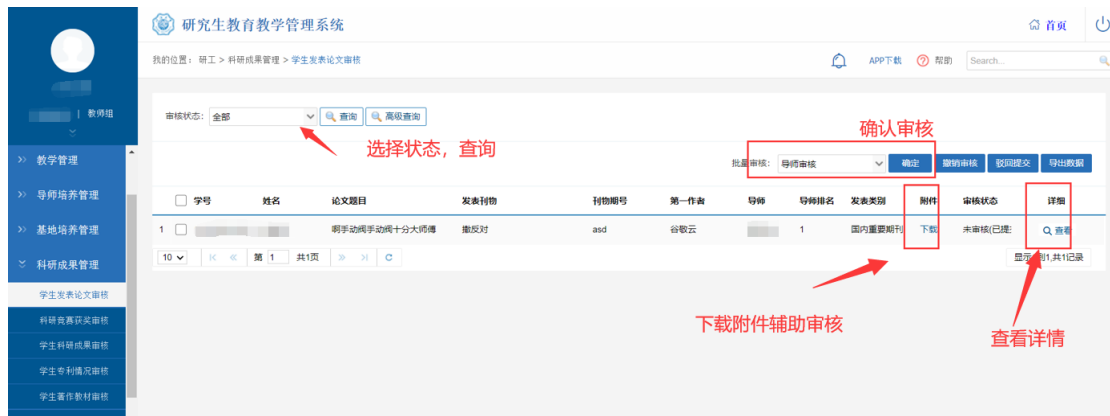 研究生教育教学管理系统
首页
我的位置： 研工 > 科研成果管理 > 学生发表论文审核
APP下载 帮助 Search...
| 教师组
审核状态: 全部 查询 高级查询
选择状态，查询
确认审核
批量审核: 导师审核 确定 撤销审核 驳回提交 导出数据
教学管理
导师培养管理
基地培养管理
科研成果管理
学生发表论文审核
科研竞赛获奖审核
学生科研成果审核
学生专利情况审核
学生著作教材审核
学号 姓名 论文题目 发表刊物 刊物期号 第一作者 导师 导师排名 发表类别 附件 审核状态 详细
1 啊手动阀手动阀十分大师傅 撒反对 asd 谷敬云 1 国内重要期刊 下载 未审核(已提: 查看
10 第 1 共1页 显示 到1,共1记录
下载附件辅助审核
查看详情